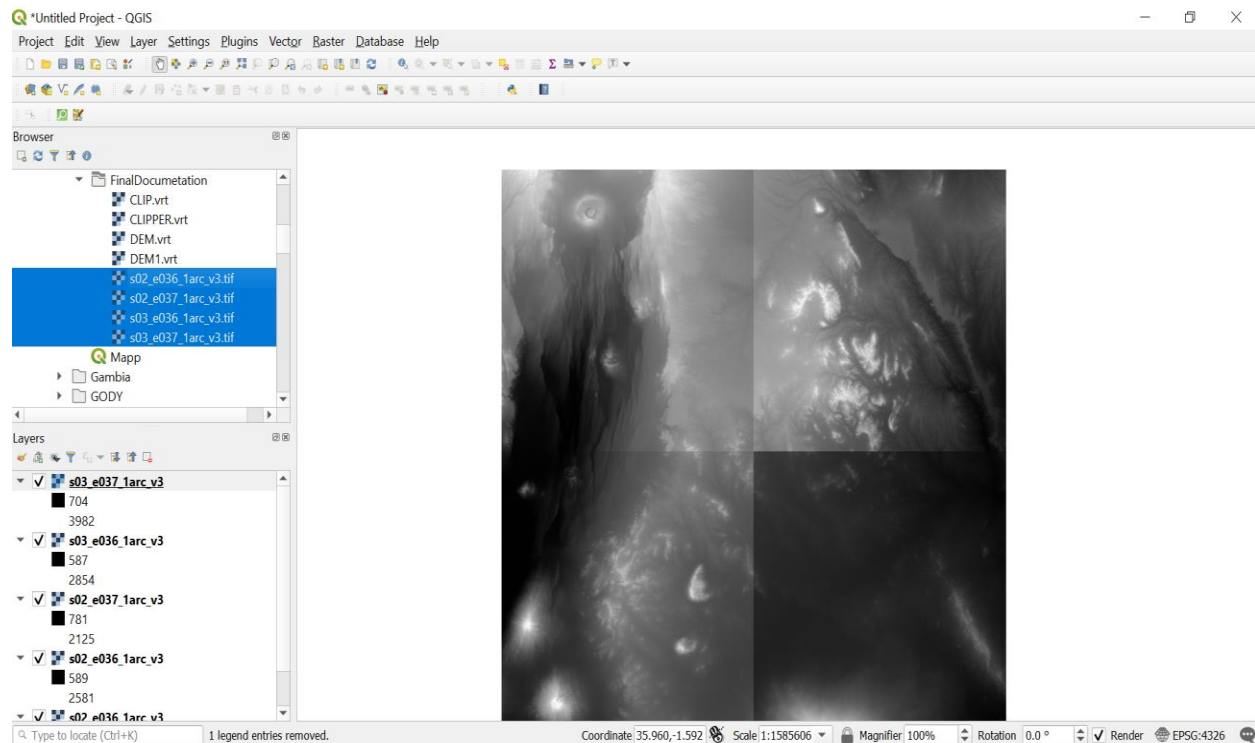 *Untitled Project - QGIS
Project Edit View Layer Settings Plugins Vector Raster Database Help
Browser
FinalDocumetation
CLIP.vrt
CLIPPER.vrt
DEM.vrt
DEM1.vrt
s02_e036_1arc_v3.tif
s02_e037_1arc_v3.tif
s03_e036_1arc_v3.tif
s03_e037_1arc_v3.tif
Mapp
Gambia
GODY
Layers
s03_e037_1arc_v3
704
3982
s03_e036_1arc_v3
587
2854
s02_e037_1arc_v3
781
2125
s02_e036_1arc_v3
589
2581
s02_e036_1arc_v3
Type to locate (Ctrl+K) 1 legend entries removed. Coordinate 35.960,-1.592 Scale 1:1585606 Magnifier 100% Rotation 0.0 ° Render EPSG:4326